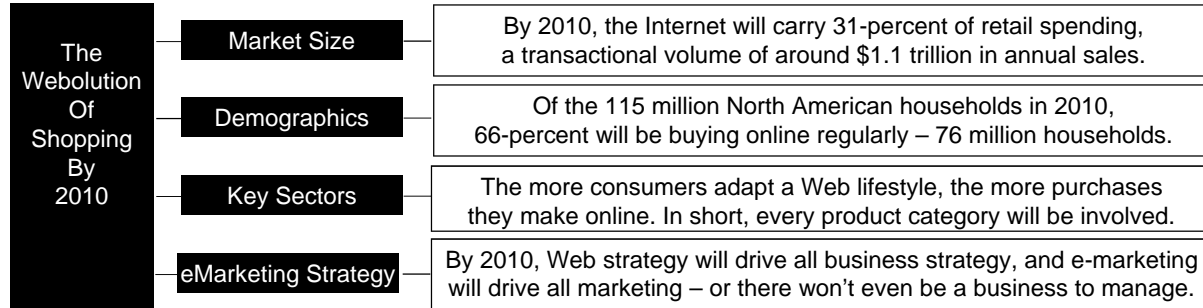 The
Webolution
Of
Shopping
By
2010
Market Size
By 2010, the Internet will carry 31-percent of retail spending,
a transactional volume of around $1.1 trillion in annual sales.
Demographics
Of the 115 million North American households in 2010,
66-percent will be buying online regularly – 76 million households.
Key Sectors
The more consumers adapt a Web lifestyle, the more purchases
they make online. In short, every product category will be involved.
eMarketing Strategy
By 2010, Web strategy will drive all business strategy, and e-marketing
will drive all marketing – or there won't even be a business to manage.